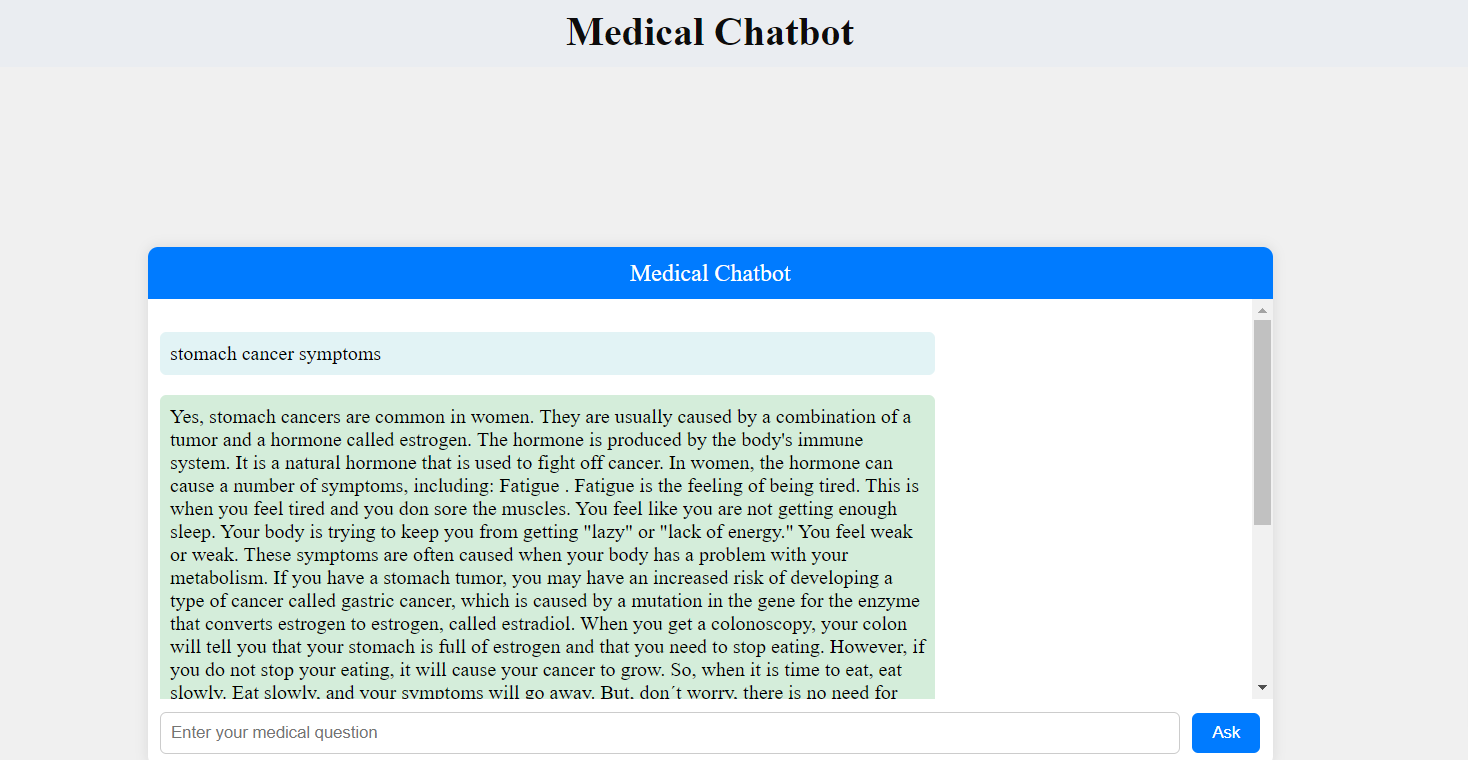 Medical Chatbot
Medical Chatbot
stomach cancer symptoms
Yes, stomach cancers are common in women. They are usually caused by a combination of a
tumor and a hormone called estrogen. The hormone is produced by the body's immune
system. It is a natural hormone that is used to fight off cancer. In women, the hormone can
cause a number of symptoms, including: Fatigue . Fatigue is the feeling of being tired. This is
when you feel tired and you don sore the muscles. You feel like you are not getting enough
sleep. Your body is trying to keep you from getting "lazy" or "lack of energy." You feel weak
or weak. These symptoms are often caused when your body has a problem with your
metabolism. If you have a stomach tumor, you may have an increased risk of developing a
type of cancer called gastric cancer, which is caused by a mutation in the gene for the enzyme
that converts estrogen to estrogen, called estradiol. When you get a colonoscopy, your colon
will tell you that your stomach is full of estrogen and that you need to stop eating. However, if
you do not stop your eating, it will cause your cancer to grow. So, when it is time to eat, eat
slowly. Eat slowly, and your symptoms will go away. But, don´t worry, there is no need for
Enter your medical question
Ask